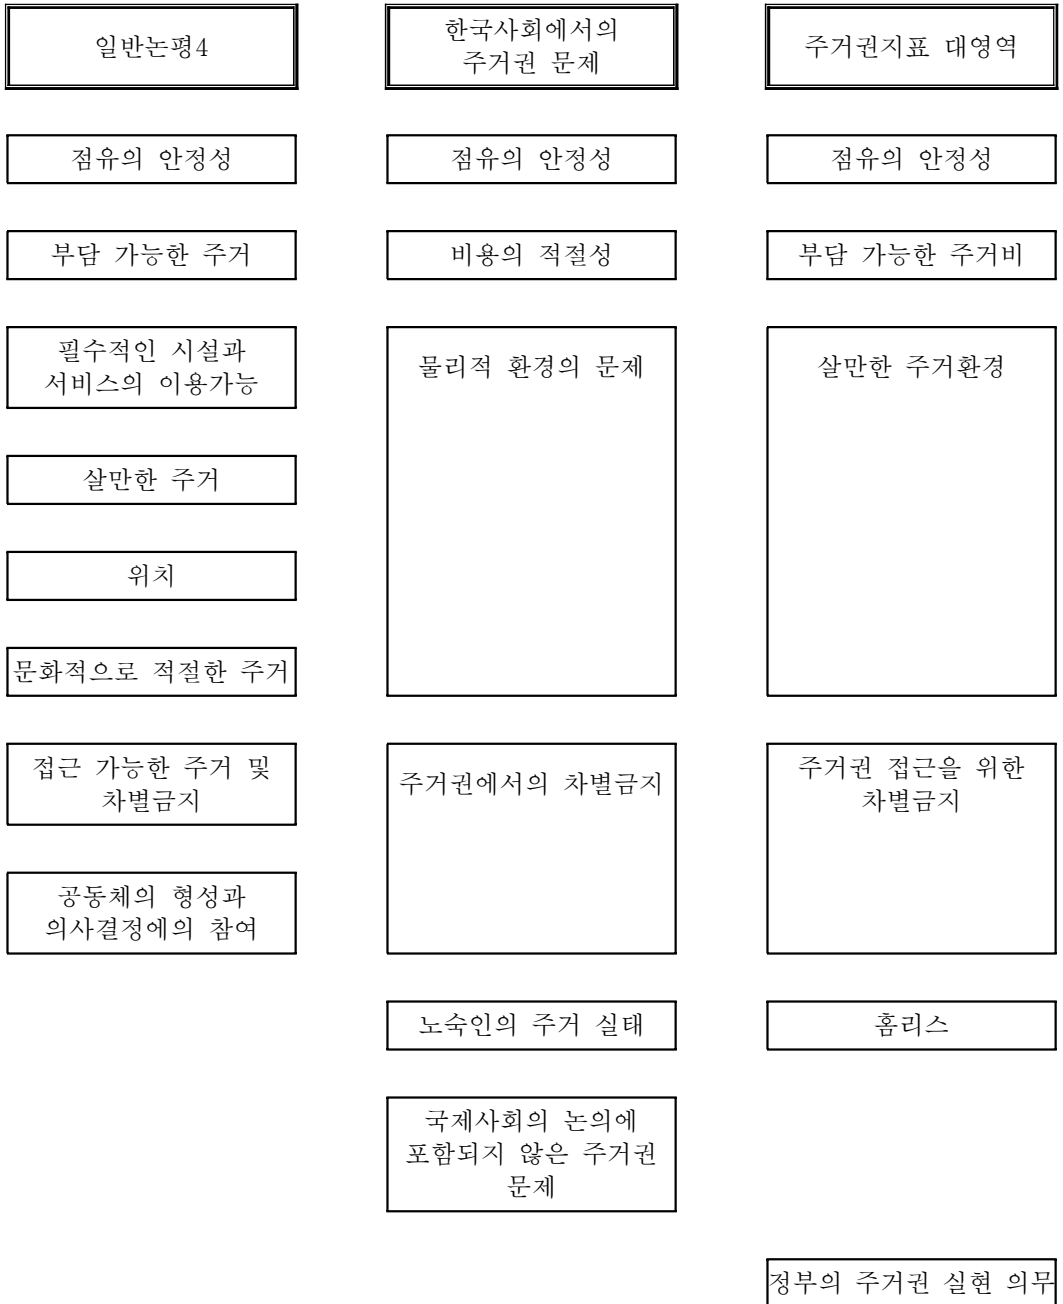 일반논평4
한국사회에서의
주거권 문제
주거권지표 대영역
점유의 안정성
점유의 안정성
점유의 안정성
부담 가능한 주거
비용의 적절성
부담 가능한 주거비
필수적인 시설과
서비스의 이용가능
물리적 환경의 문제
살만한 주거환경
살만한 주거
위치
문화적으로 적절한 주거
접근 가능한 주거 및
차별금지
주거권에서의 차별금지
주거권 접근을 위한
차별금지
공동체의 형성과
의사결정에의 참여
노숙인의 주거 실태
홈리스
국제사회의 논의에
포함되지 않은 주거권
문제
정부의 주거권 실현 의무